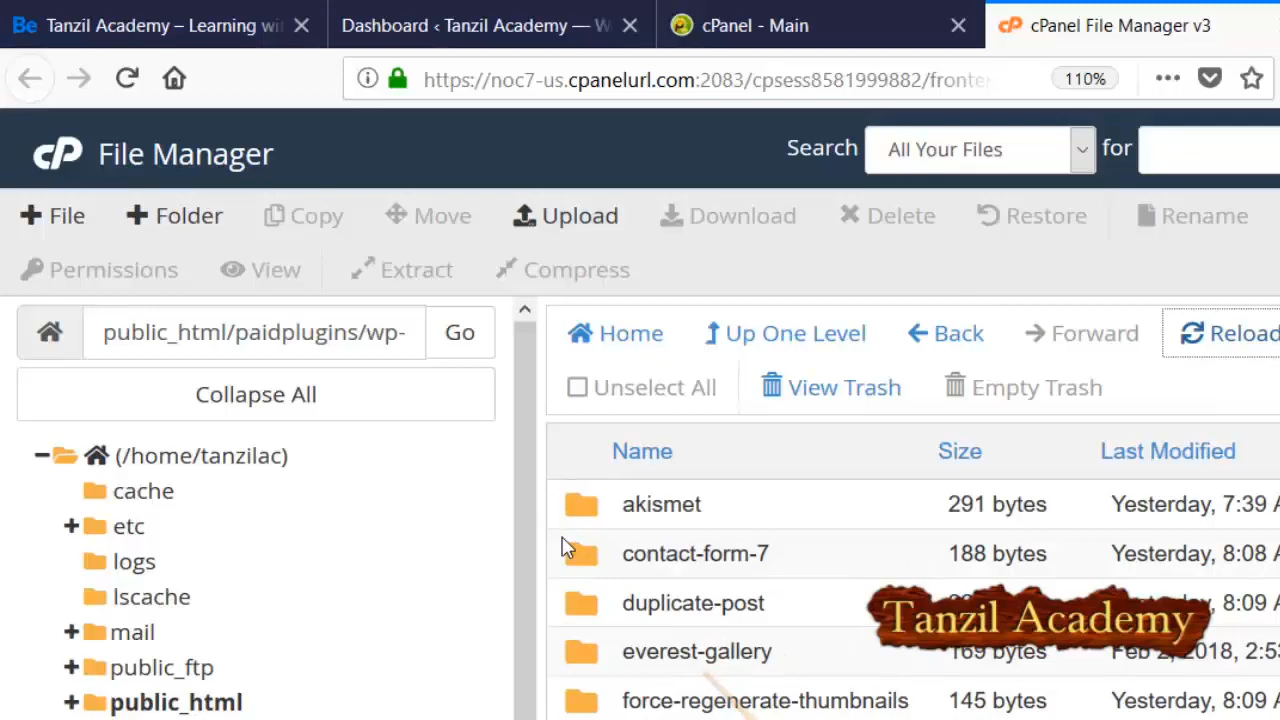 Be Tanzil Academy – Learning wi
Dashboard ‹ Tanzil Academy — W
cPanel - Main
cPanel File Manager v3
https://noc7-us.cpanelurl.com:2083/cpsess8581999882/fronte
110%
cP File Manager
Search All Your Files for
File Folder Copy Move Upload Download Delete Restore Rename
Permissions View Extract Compress
public_html/paidplugins/wp- Go
Collapse All
(/home/tanzilac)
cache
etc
logs
lscache
mail
public_ftp
public_html
Home Up One Level Back Forward Reload
Unselect All View Trash Empty Trash
Name Size Last Modified
akismet 291 bytes Yesterday, 7:39 A
contact-form-7 188 bytes Yesterday, 8:08 A
duplicate-post Yesterday, 8:09 A
Tanzil Academy
everest-gallery 169 bytes Feb 2, 2018, 2:53
force-regenerate-thumbnails 145 bytes Yesterday, 8:09 A